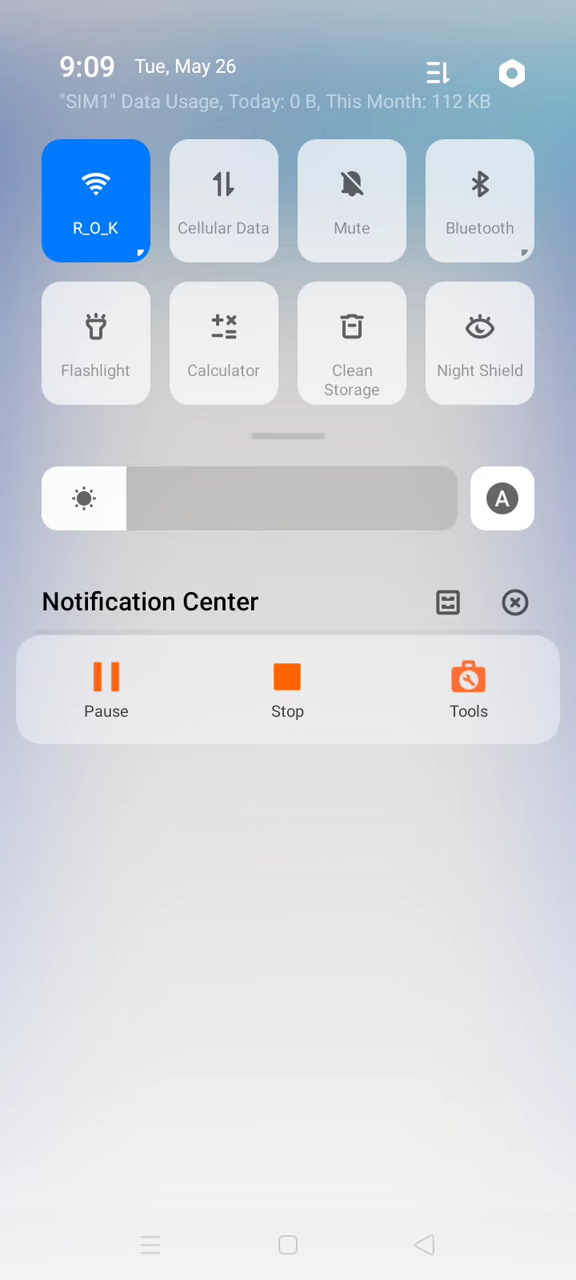 9:09 Tue, May 26
"SIM1" Data Usage, Today: 0 B, This Month: 112 KB
R_O_K Cellular Data Mute Bluetooth
Flashlight Calculator Clean Storage Night Shield
A
Notification Center
Pause Stop Tools